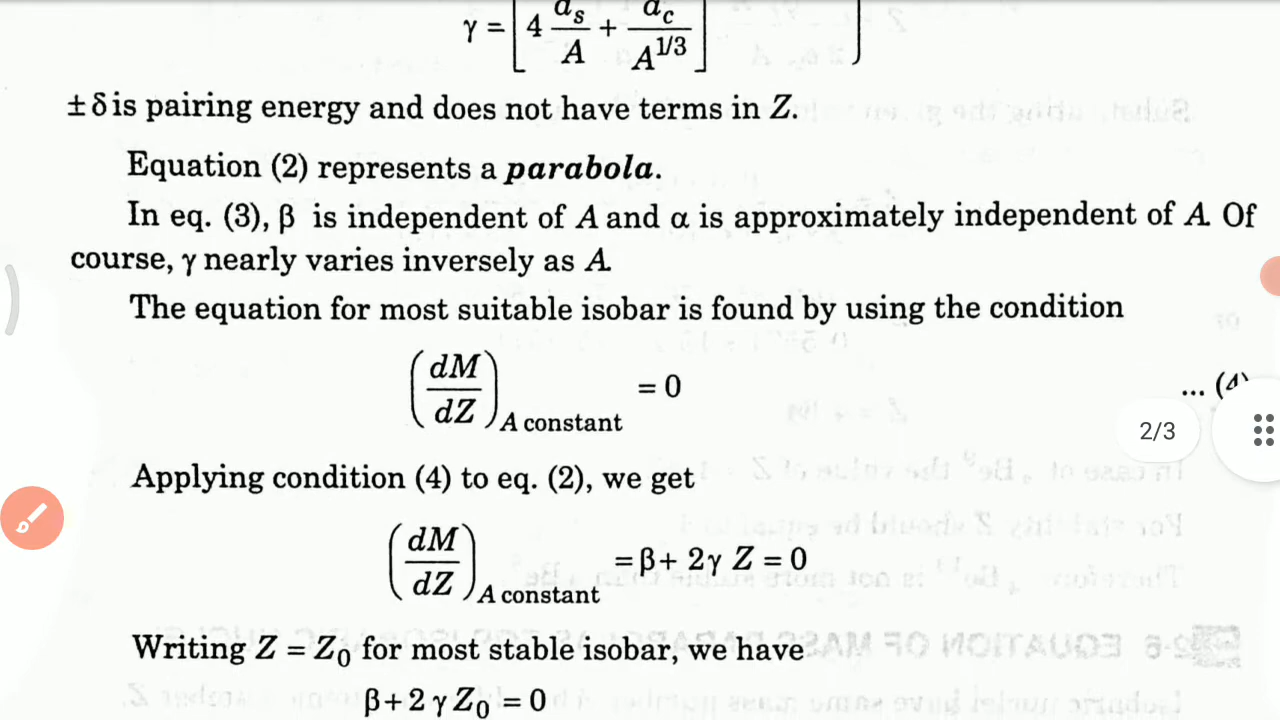 γ = [4 a_s/A + a_c/A^{1/3}]
± δ is pairing energy and does not have terms in Z.
Equation (2) represents a parabola.
In eq. (3), β is independent of A and α is approximately independent of A. Of
course, γ nearly varies inversely as A.
The equation for most suitable isobar is found by using the condition
(dM/dZ)_{A constant} = 0 ... (4)
2/3
Applying condition (4) to eq. (2), we get
(dM/dZ)_{A constant} = β + 2γ Z = 0
Writing Z = Z_0 for most stable isobar, we have
β + 2 γ Z_0 = 0